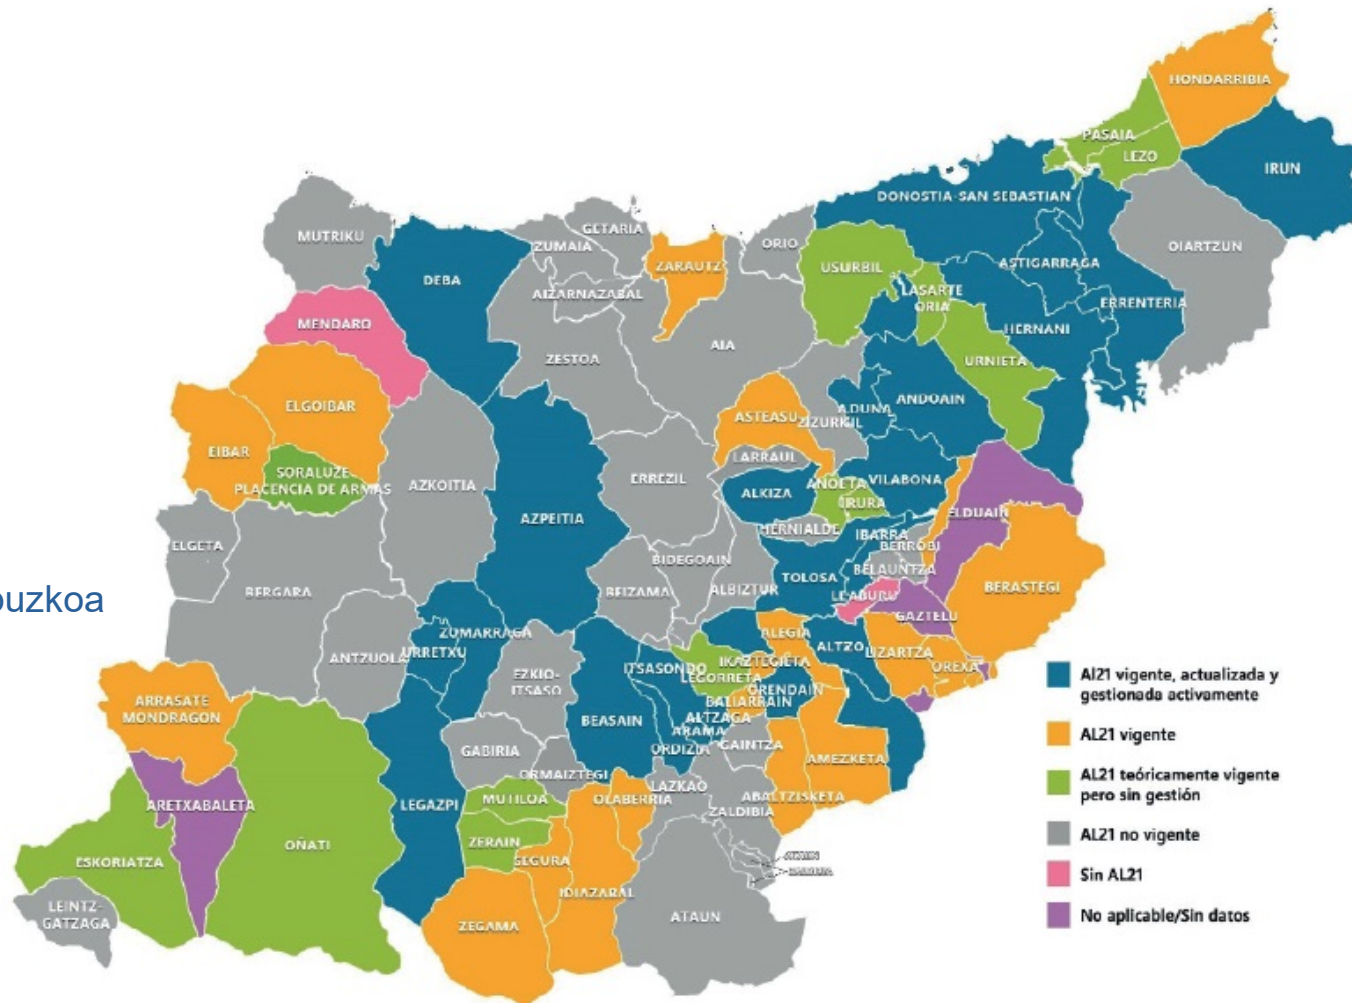 HONDARRIBIA
PASAIA
LEZO
IRUN
DONOSTIA-SAN SEBASTIAN
MUTRIKU
GETARIA
ZUMAIA
ORIO
OIARTZUN
ZARAUTZ
USURBIL
ASTIGARRAGA
DEBA
LASARTE
ORIA
AIZARNAZABAL
ERRENTERIA
MENDARO
HERNANI
AIA
ZESTOA
URNIETA
ANDOAIN
ELGOIBAR
ADUNA
ASTEASU
ZIZURKIL
EIBAR
LARRAUL
SORALUZE
PLACENCIA DE ARMAS
AZKOITIA
ERREZIL
ANOETA
VILABONA
ALKIZA
IRURA
AZPEITIA
ELDUAIN
HERNIALDE
IBARRA
BERROBI
ELGETA
BIDEGOAIN
BELAUNTZA
TOLOSA
BERGARA
BEIZAMA
ALBIZTUR
BERASTEGI
LEABURU
puzkoa
GAZTELU
ZUMARRAGA
ALEGIA
ALTZO
URRETXU
LIZARTZA
ANTZUOLA
IKAZTEGIETA
ITSASONDO
OREXA
EZKIO-
ITSASO
LEGORRETA
ORENDAIN
BALIARRAIN
ARRASATE
MONDRAGON
BEASAIN
ALTZAGA
ARAMA
GAINTZA
GABIRIA
ORDIZIA
AMEZKETA
ORMAIZTEGI
LAZKAO
ARETXABALETA
LEGAZPI
MUTILOA
OLABERRIA
ABALTZISKETA
ZALDIBIA
OÑATI
ZERAIN
ESKORIATZA
SEGURA
IDIAZABAL
LEINTZ-
GATZAGA
ZEGAMA
ATAUN
Al21 vigente, actualizada y
gestionada activamente
AL21 vigente
AL21 teóricamente vigente
pero sin gestión
AL21 no vigente
Sin AL21
No aplicable/Sin datos